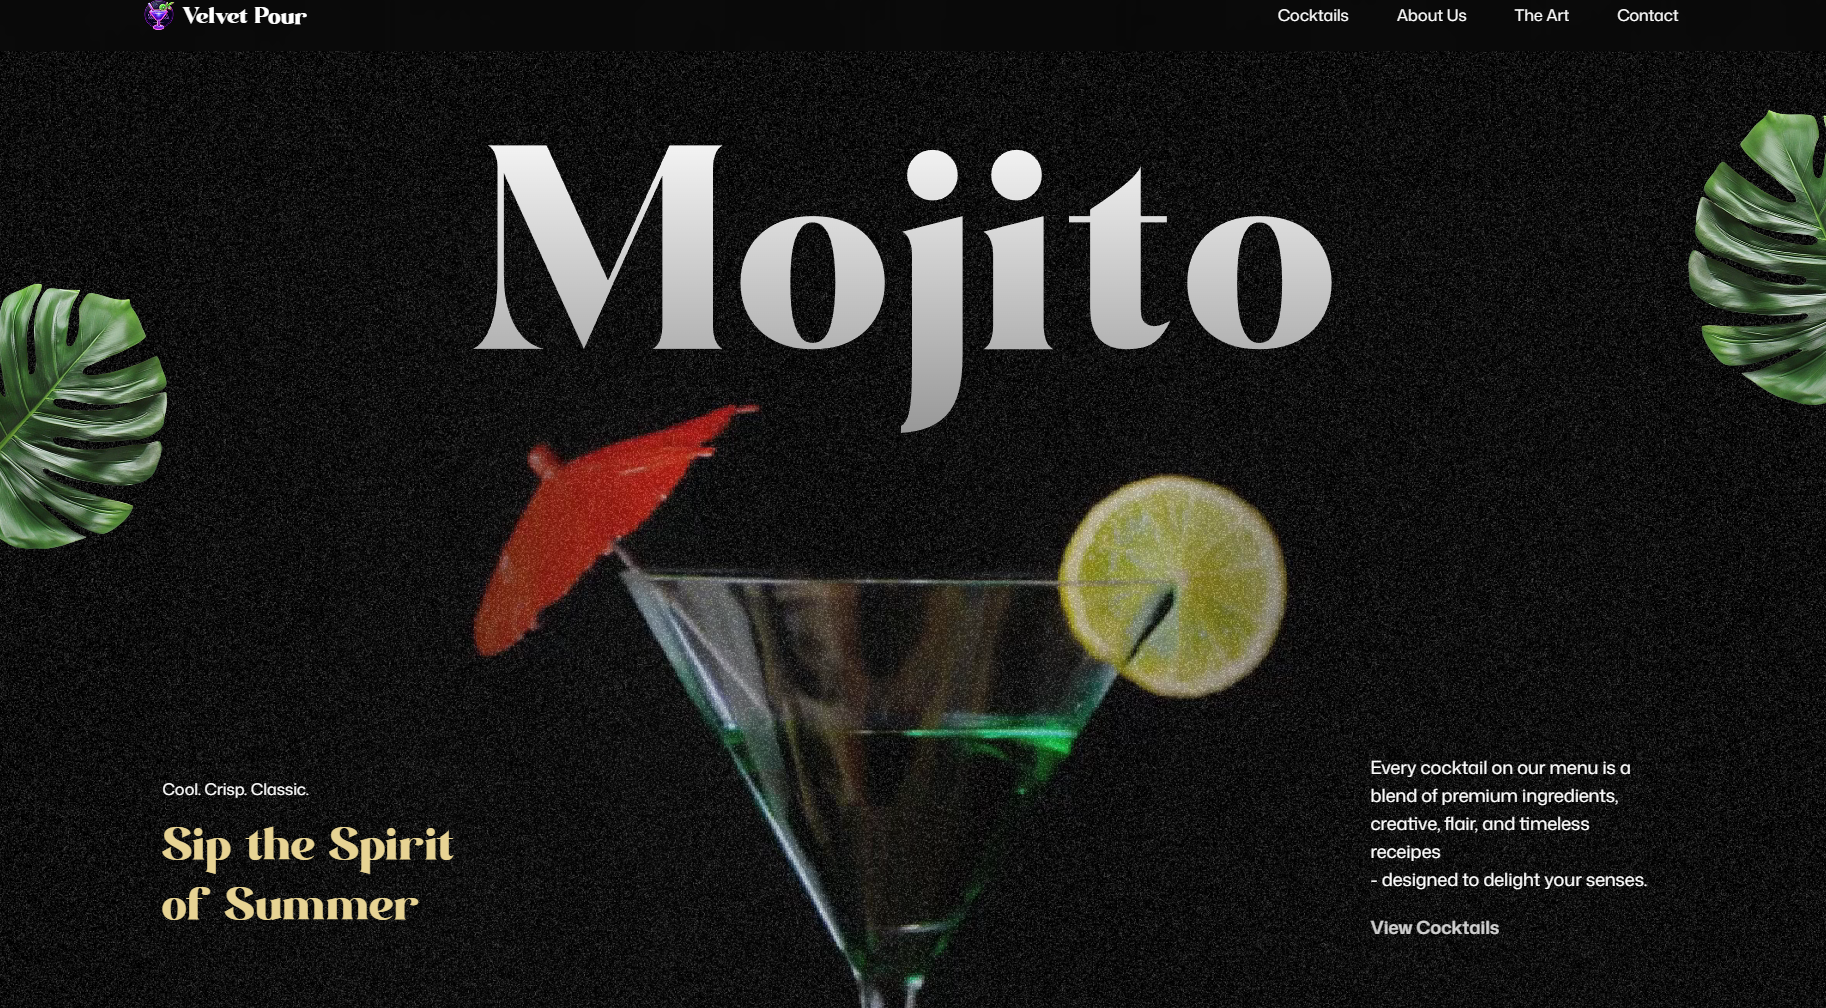 Velvet Pour
Cocktails
About Us
The Art
Contact
Mojito
Cool. Crisp. Classic.
Sip the Spirit
of Summer
Every cocktail on our menu is a
blend of premium ingredients,
creative, flair, and timeless
receipes
- designed to delight your senses.
View Cocktails